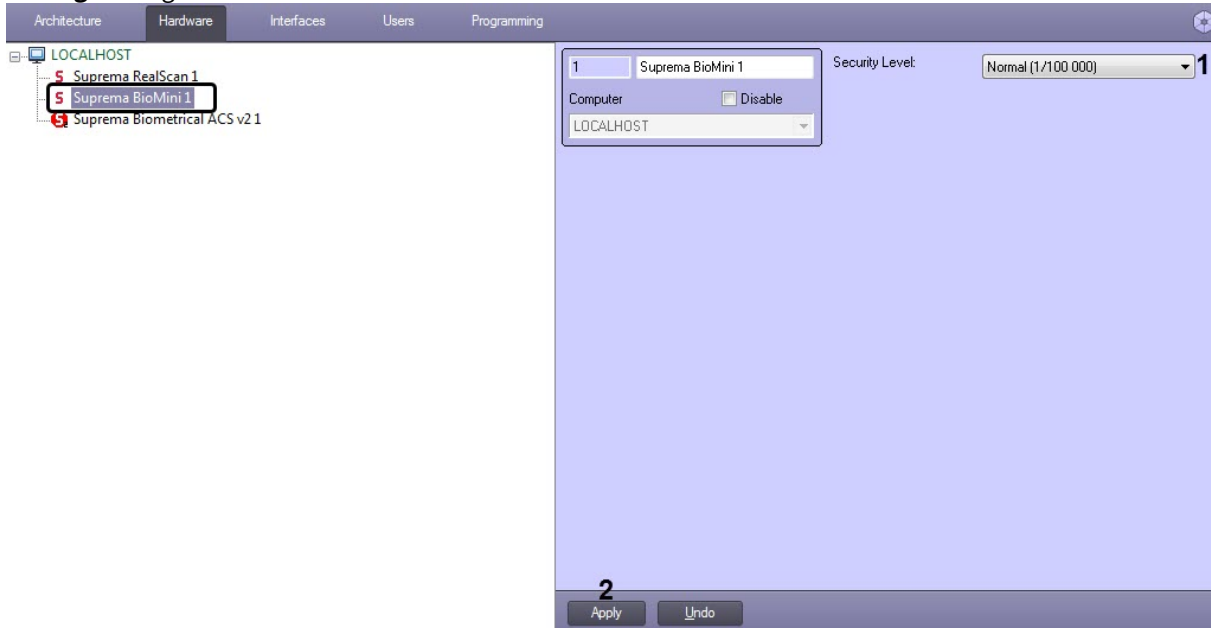 Architecture Hardware Interfaces Users Programming
LOCALHOST
S Suprema RealScan 1
S Suprema BioMini 1
S Suprema Biometrical ACS v2 1
1 Suprema BioMini 1
Computer Disable
LOCALHOST
Security Level: Normal (1/100 000) 1
2
Apply Undo